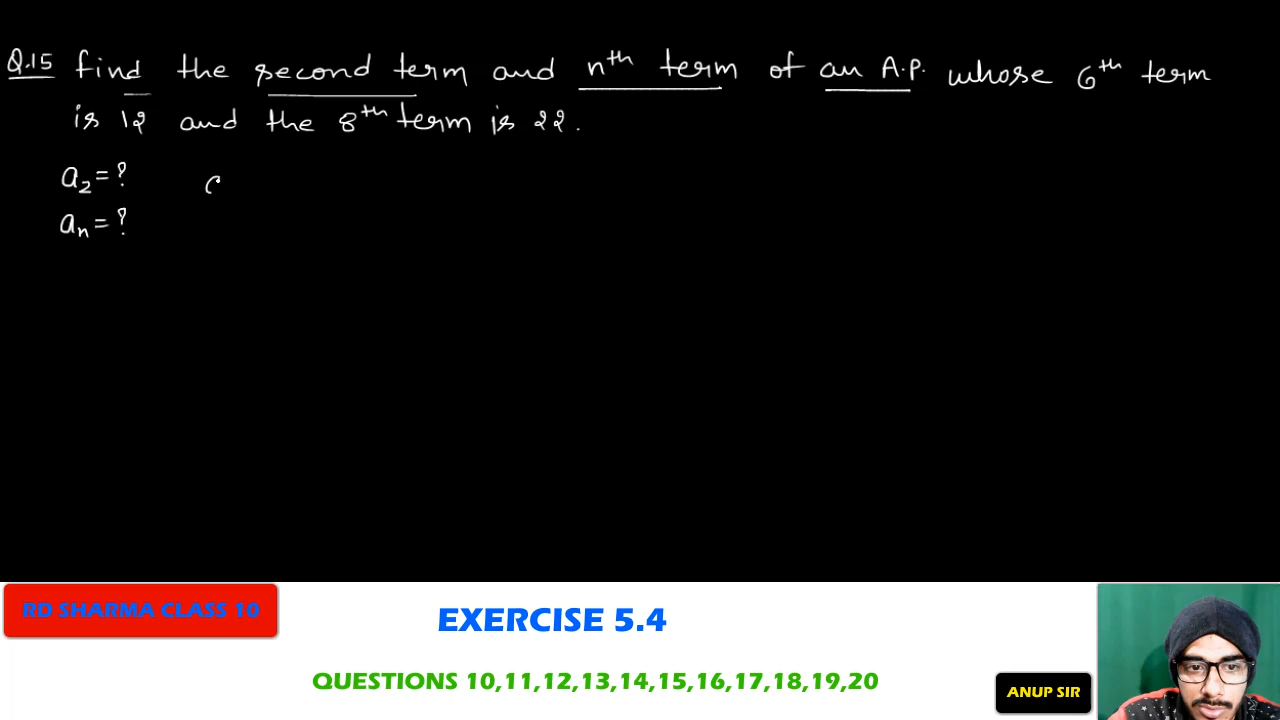 Q.15 find the second term and nth term of an A.P. whose 6th term
is 12 and the 8th term is 22.
a2 = ?
an = ?
RD SHARMA CLASS 10
EXERCISE 5.4
QUESTIONS 10,11,12,13,14,15,16,17,18,19,20
ANUP SIR